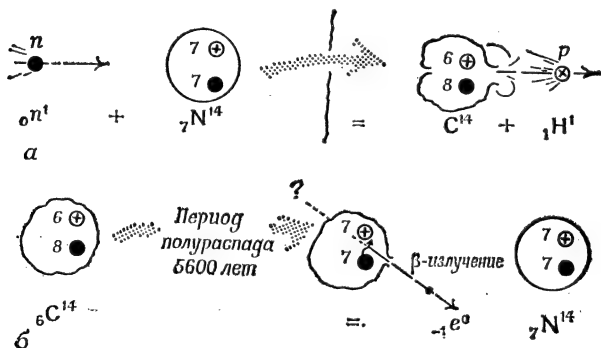 n
7 ⊕
7 ●
6 ⊕
8 ●
p
₀n¹ + ₇N¹⁴ = C¹⁴ + ₁H¹
а
6 ⊕
8 ●
Период
полураспада
5600 лет
?
7 ⊕
7 ●
β-излучение
7 ⊕
7 ●
₆C¹⁴ = ₋₁e⁰ ₇N¹⁴
б